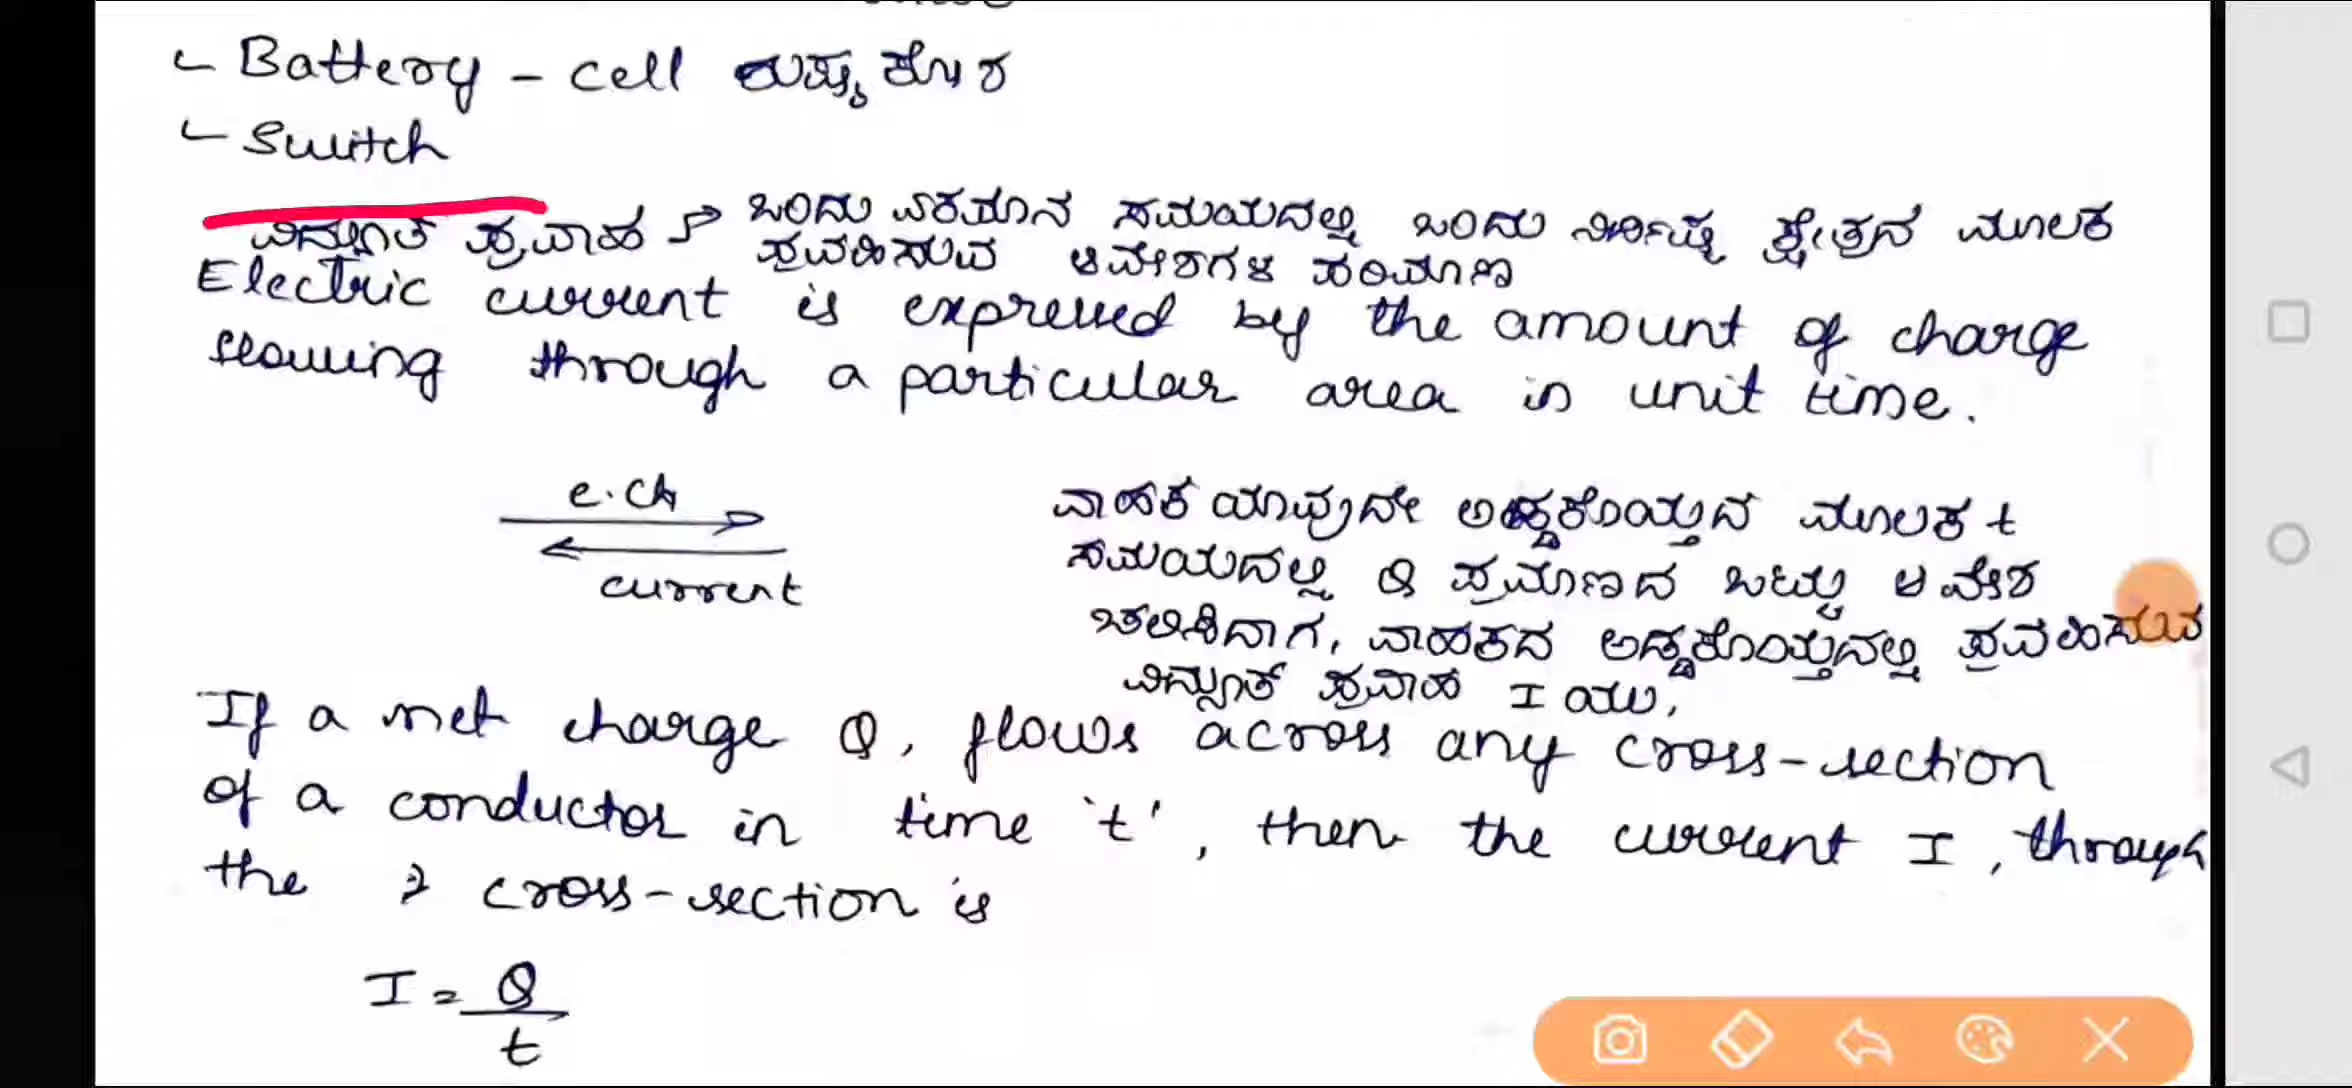 Battery - cell ಶುಷ್ಕ ಕೋಶ
Switch
ವಿದ್ಯುತ್ ಪ್ರವಾಹ → ಒಂದು ಏಕಮಾನ ಸಮಯದಲ್ಲಿ ಒಂದು ನಿರ್ದಿಷ್ಟ ಕ್ಷೇತ್ರದ ಮೂಲಕ
ಪ್ರವಹಿಸುವ ಆವೇಶಗಳ ಪರಿಮಾಣ
Electric current is expressed by the amount of charge
flowing through a particular area in unit time.
e.ch
current
ವಾಹಕ ಯಾವುದೇ ಅಡ್ಡಕೊಯ್ತದ ಮೂಲಕ t
ಸಮಯದಲ್ಲಿ Q ಪ್ರಮಾಣದ ಒಟ್ಟು ಆವೇಶ
ಚಲಿಸಿದಾಗ, ವಾಹಕದ ಅಡ್ಡಕೊಯ್ತದಲ್ಲಿ ಪ್ರವಹಿಸುವ
ವಿದ್ಯುತ್ ಪ್ರವಾಹ I ಯು,
If a net charge Q, flows across any cross-section
of a conductor in time 't', then the current I, through
the cross-section is
I = Q
t